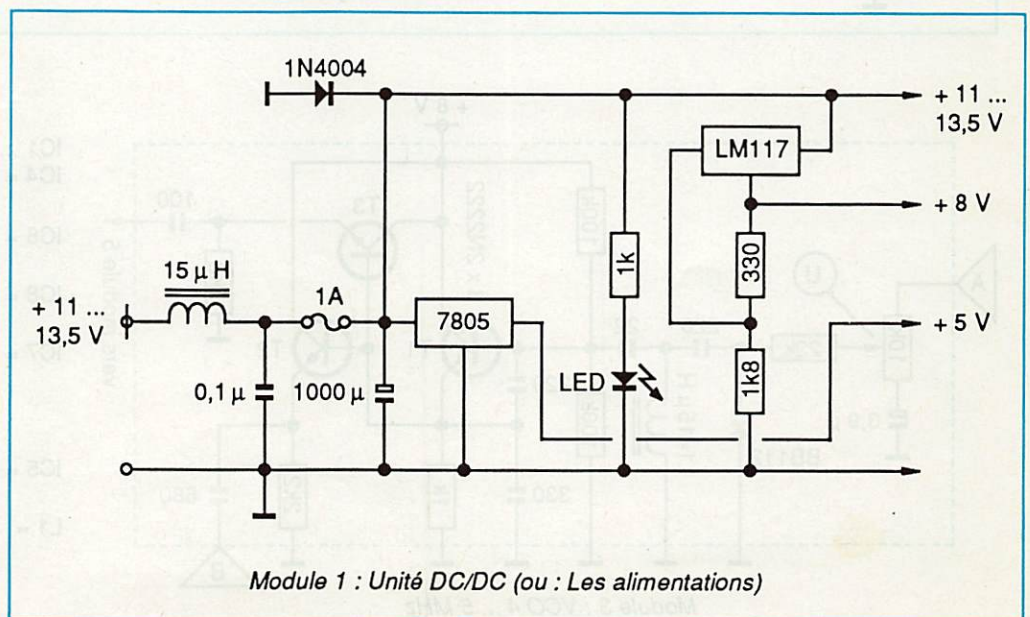 1N4004
+ 11 ...
13,5 V
LM117
+ 8 V
15 µ H
1k
330
+ 11 ...
13,5 V
1A
7805
+ 5 V
0,1 µ
1000 µ
LED
1k8
Module 1 : Unité DC/DC (ou : Les alimentations)